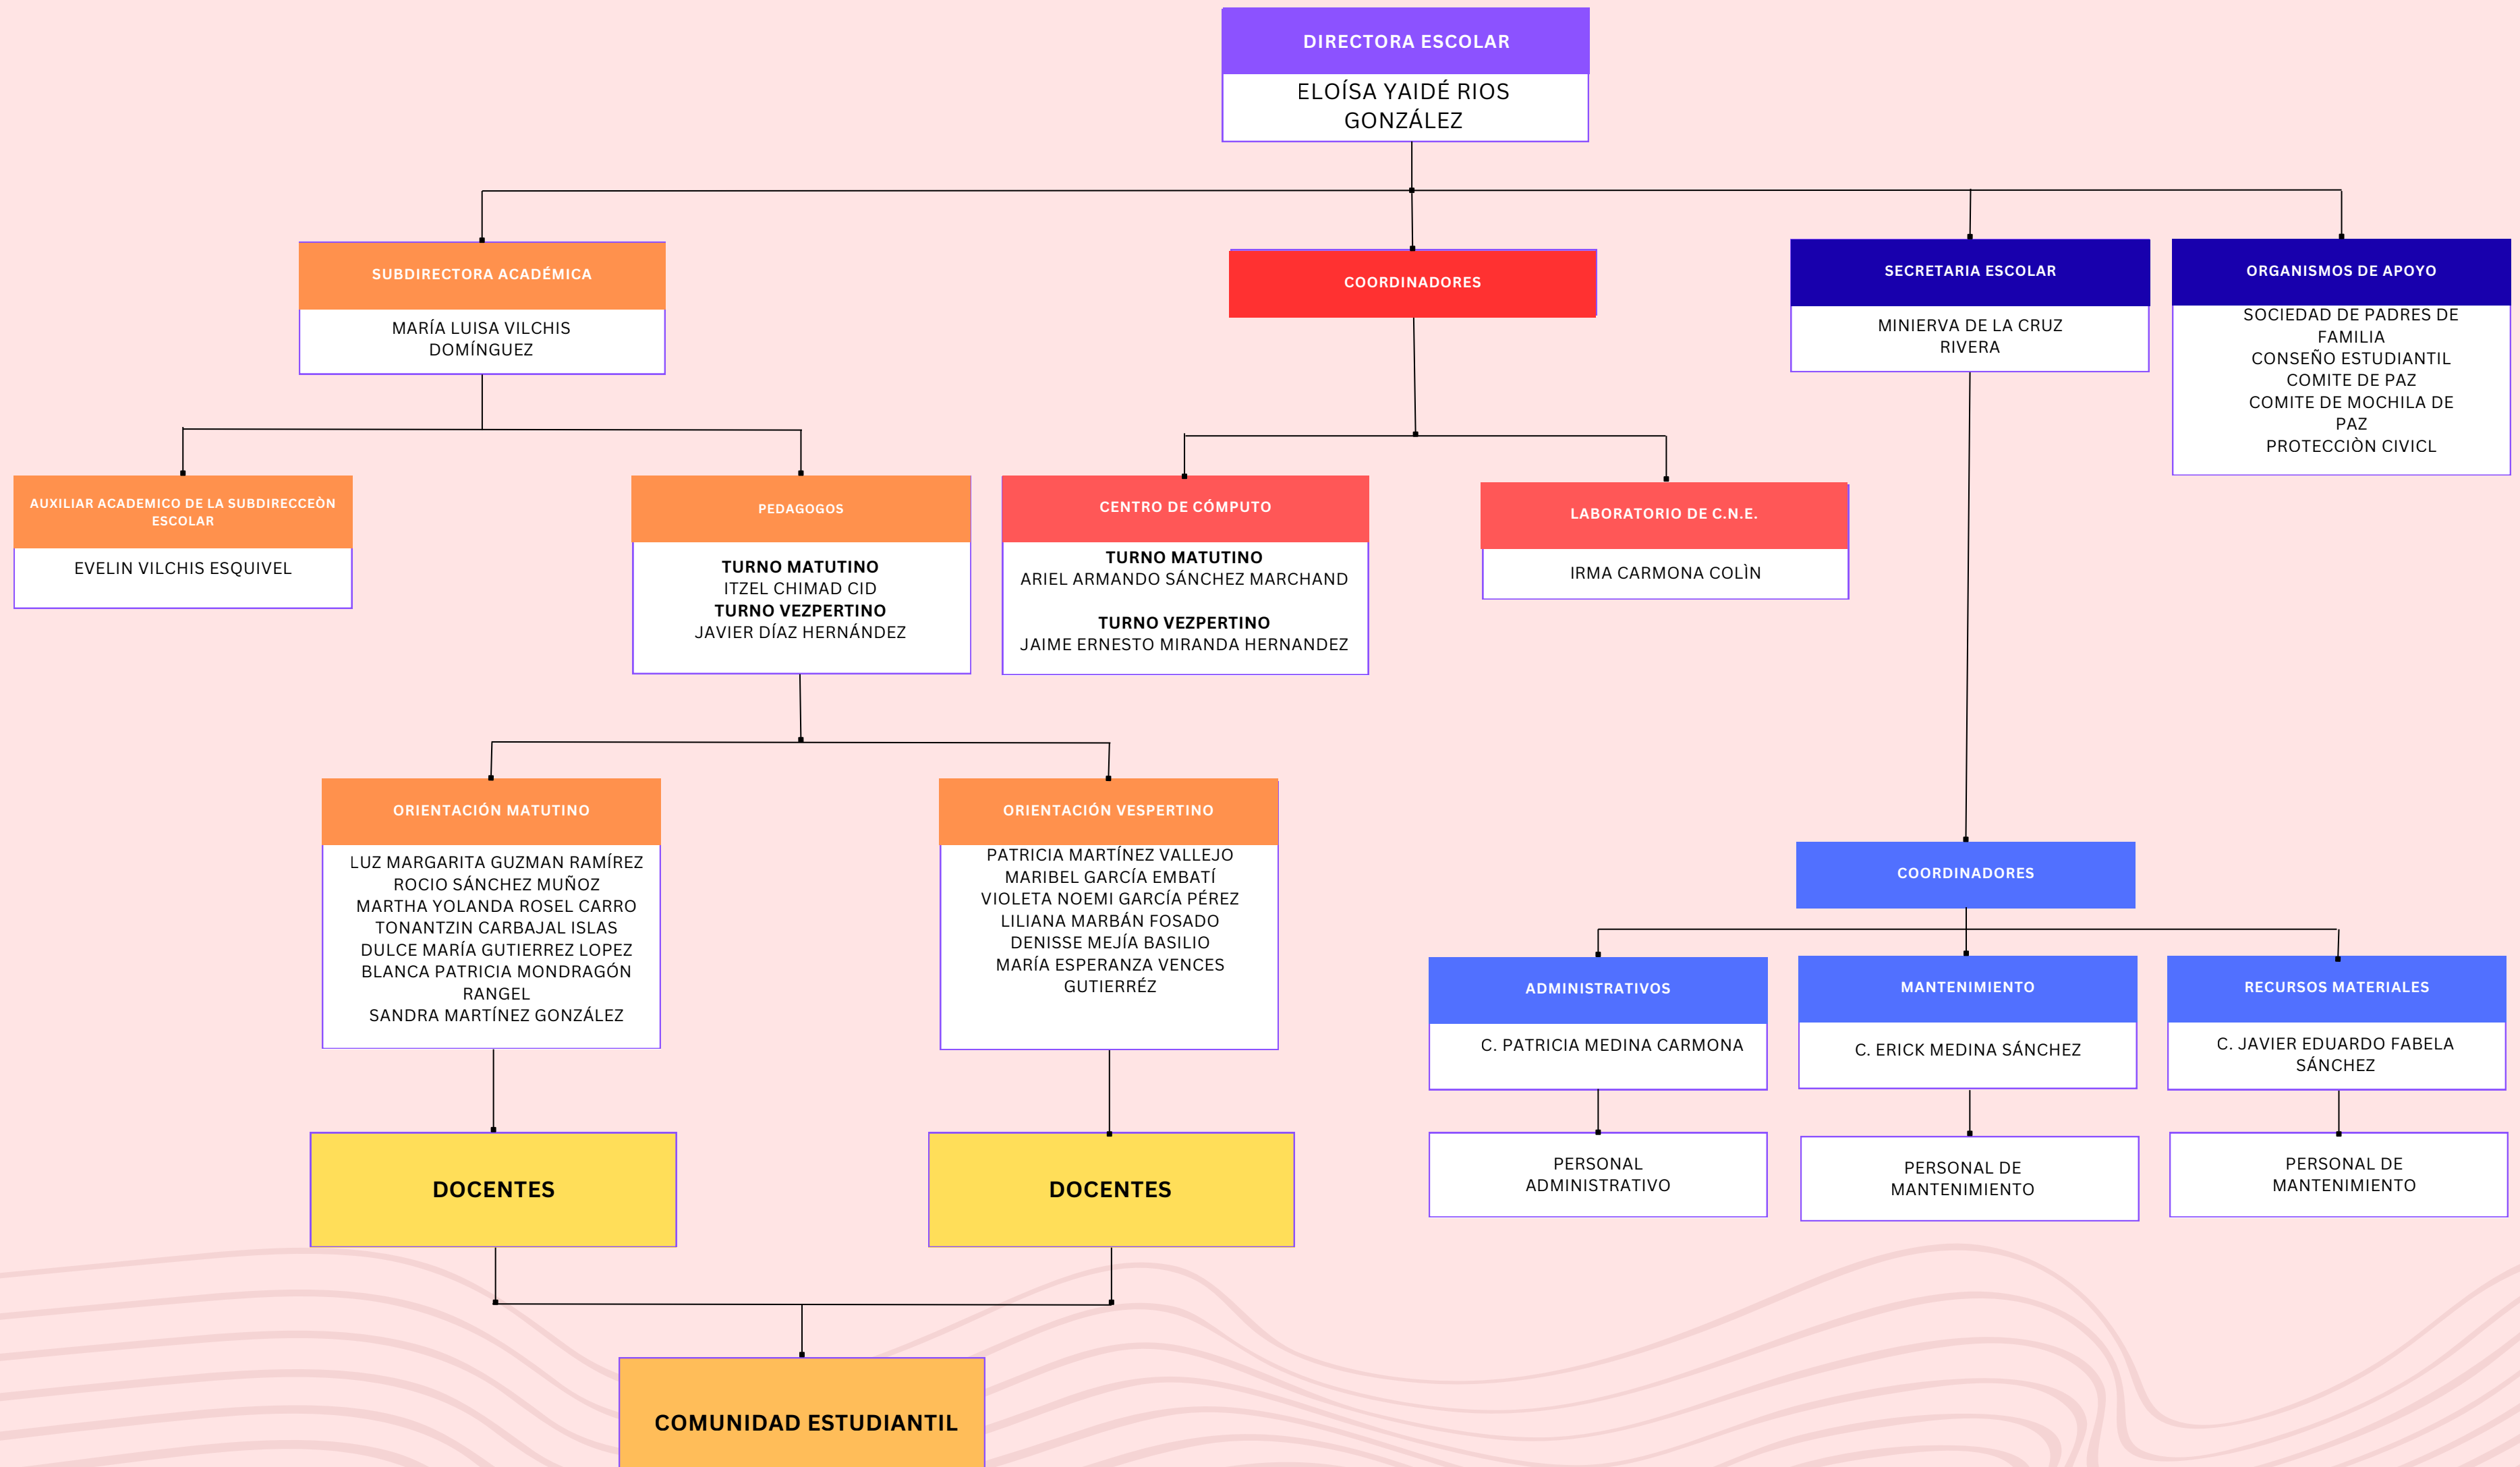 DIRECTORA ESCOLAR
ELOÍSA YAIDÉ RIOS
GONZÁLEZ
SUBDIRECTORA ACADÉMICA
MARÍA LUISA VILCHIS
DOMÍNGUEZ
COORDINADORES
SECRETARIA ESCOLAR
MINIERVA DE LA CRUZ
RIVERA
ORGANISMOS DE APOYO
SOCIEDAD DE PADRES DE
FAMILIA
CONSEÑO ESTUDIANTIL
COMITE DE PAZ
COMITE DE MOCHILA DE
PAZ
PROTECCIÒN CIVICL
AUXILIAR ACADEMICO DE LA SUBDIRECCEÒN
ESCOLAR
EVELIN VILCHIS ESQUIVEL
PEDAGOGOS
TURNO MATUTINO
ITZEL CHIMAD CID
TURNO VEZPERTINO
JAVIER DÍAZ HERNÁNDEZ
CENTRO DE CÓMPUTO
TURNO MATUTINO
ARIEL ARMANDO SÁNCHEZ MARCHAND
TURNO VEZPERTINO
JAIME ERNESTO MIRANDA HERNANDEZ
LABORATORIO DE C.N.E.
IRMA CARMONA COLÌN
ORIENTACIÓN MATUTINO
LUZ MARGARITA GUZMAN RAMÍREZ
ROCIO SÁNCHEZ MUÑOZ
MARTHA YOLANDA ROSEL CARRO
TONANTZIN CARBAJAL ISLAS
DULCE MARÍA GUTIERREZ LOPEZ
BLANCA PATRICIA MONDRAGÓN
RANGEL
SANDRA MARTÍNEZ GONZÁLEZ
ORIENTACIÓN VESPERTINO
PATRICIA MARTÍNEZ VALLEJO
MARIBEL GARCÍA EMBATÍ
VIOLETA NOEMI GARCÍA PÉREZ
LILIANA MARBÁN FOSADO
DENISSE MEJÍA BASILIO
MARÍA ESPERANZA VENCES
GUTIERRÉZ
COORDINADORES
ADMINISTRATIVOS
C. PATRICIA MEDINA CARMONA
MANTENIMIENTO
C. ERICK MEDINA SÁNCHEZ
RECURSOS MATERIALES
C. JAVIER EDUARDO FABELA
SÁNCHEZ
DOCENTES
DOCENTES
PERSONAL
ADMINISTRATIVO
PERSONAL DE
MANTENIMIENTO
PERSONAL DE
MANTENIMIENTO
COMUNIDAD ESTUDIANTIL